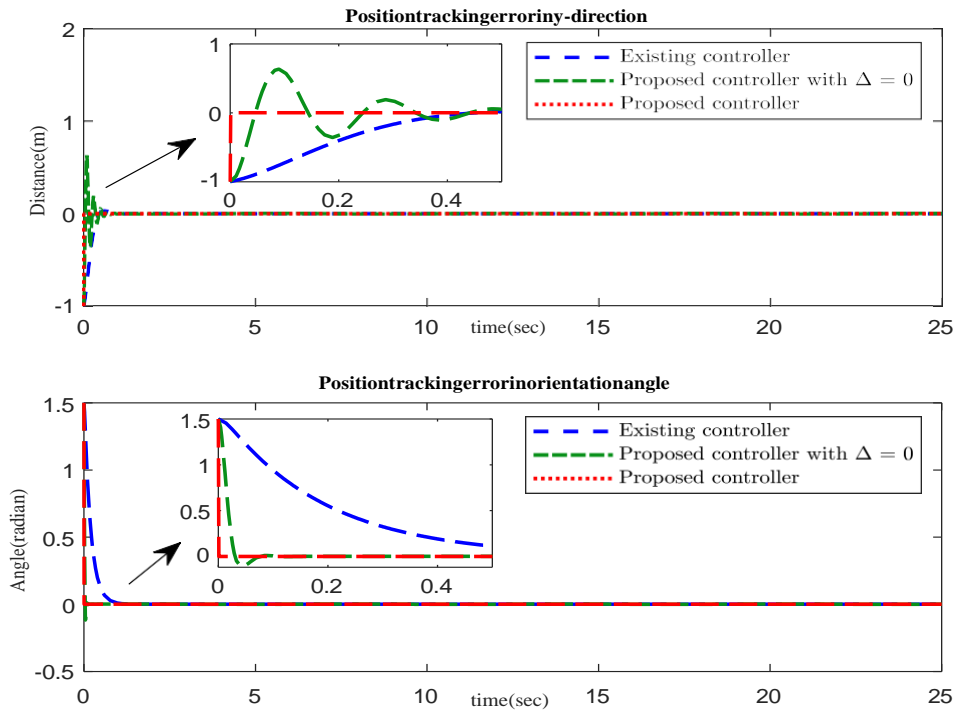 Positiontrackingerroriny-direction
2
1
0
-1
Distance(m)
1
0
-1
0
0.2
0.4
Existing controller
Proposed controller with Δ = 0
Proposed controller
0
5
10
15
20
25
time(sec)
Positiontrackingerrorinorientationangle
1.5
1
0.5
0
-0.5
Angle(radian)
1.5
1
0.5
0
0
0.2
0.4
Existing controller
Proposed controller with Δ = 0
Proposed controller
0
5
10
15
20
25
time(sec)